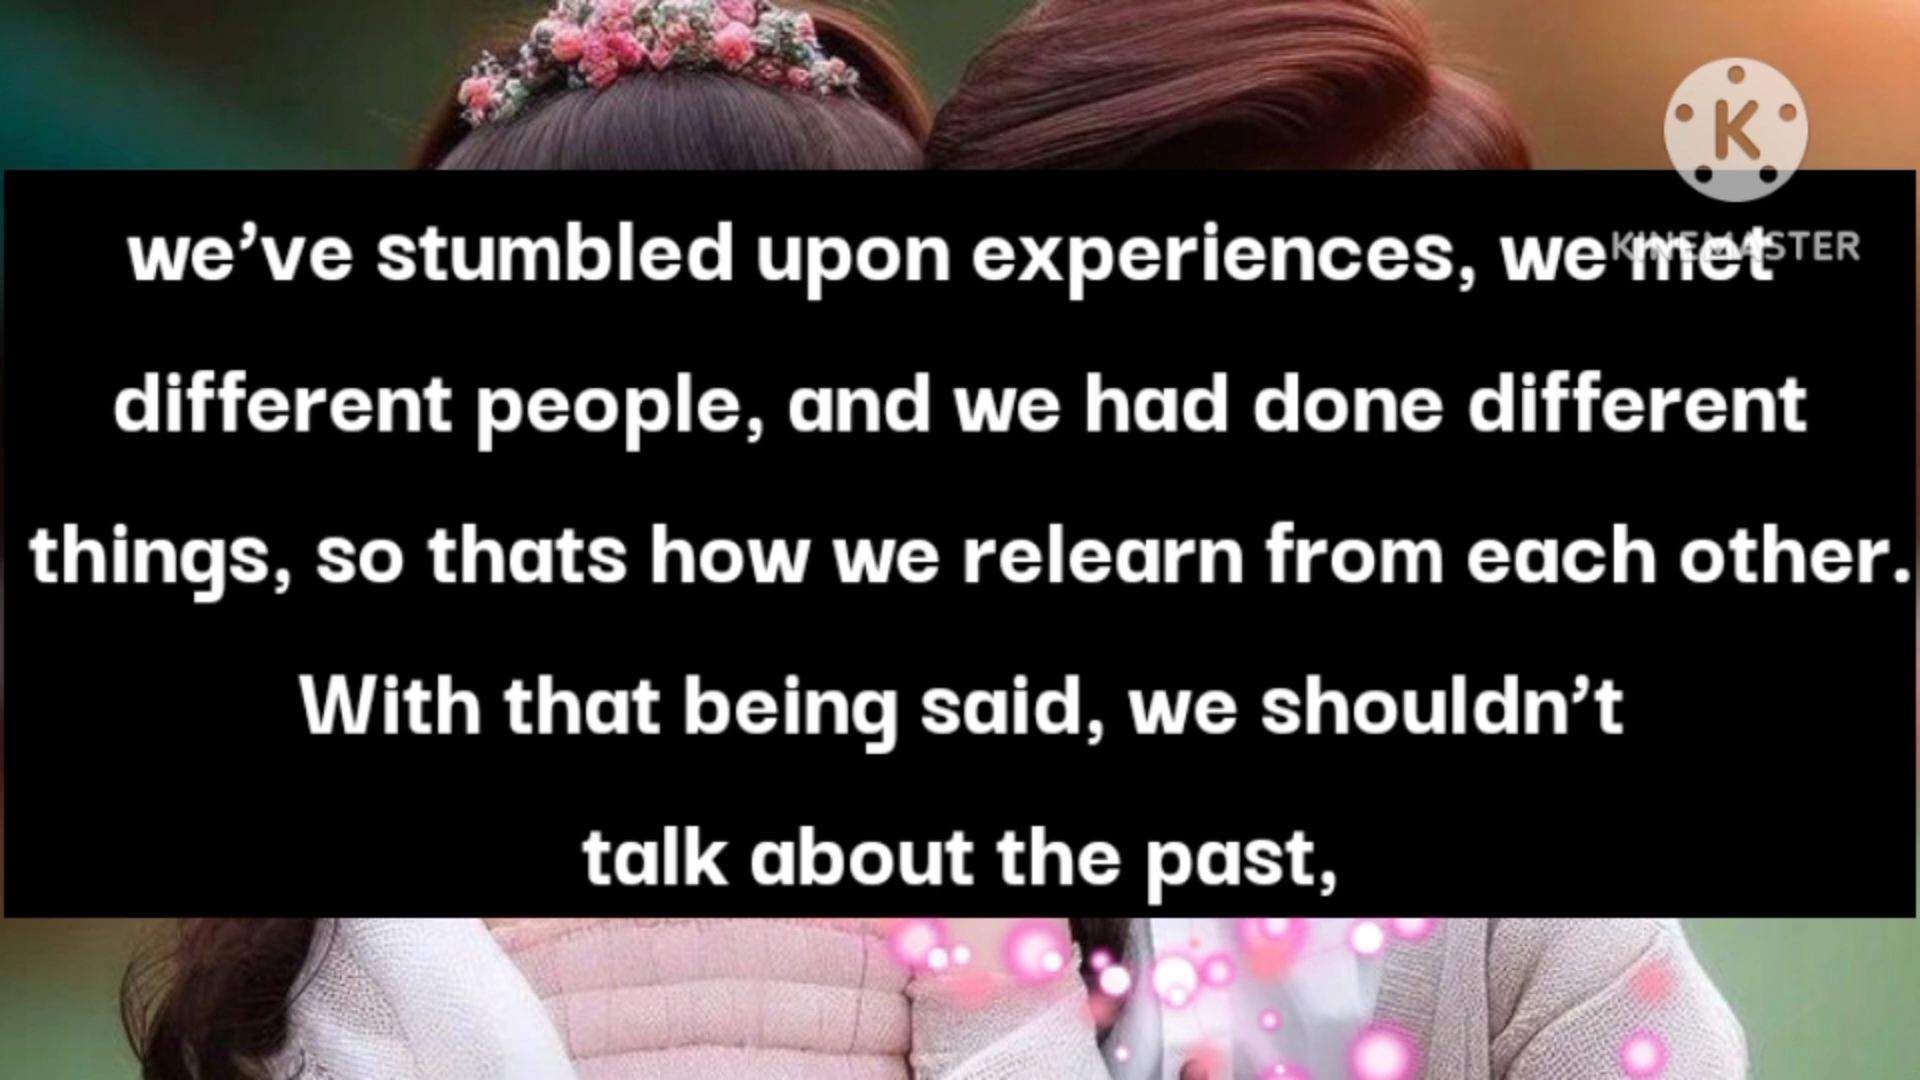 K
KINEMASTER
we've stumbled upon experiences, we met
different people, and we had done different
things, so thats how we relearn from each other.
With that being said, we shouldn't
talk about the past,